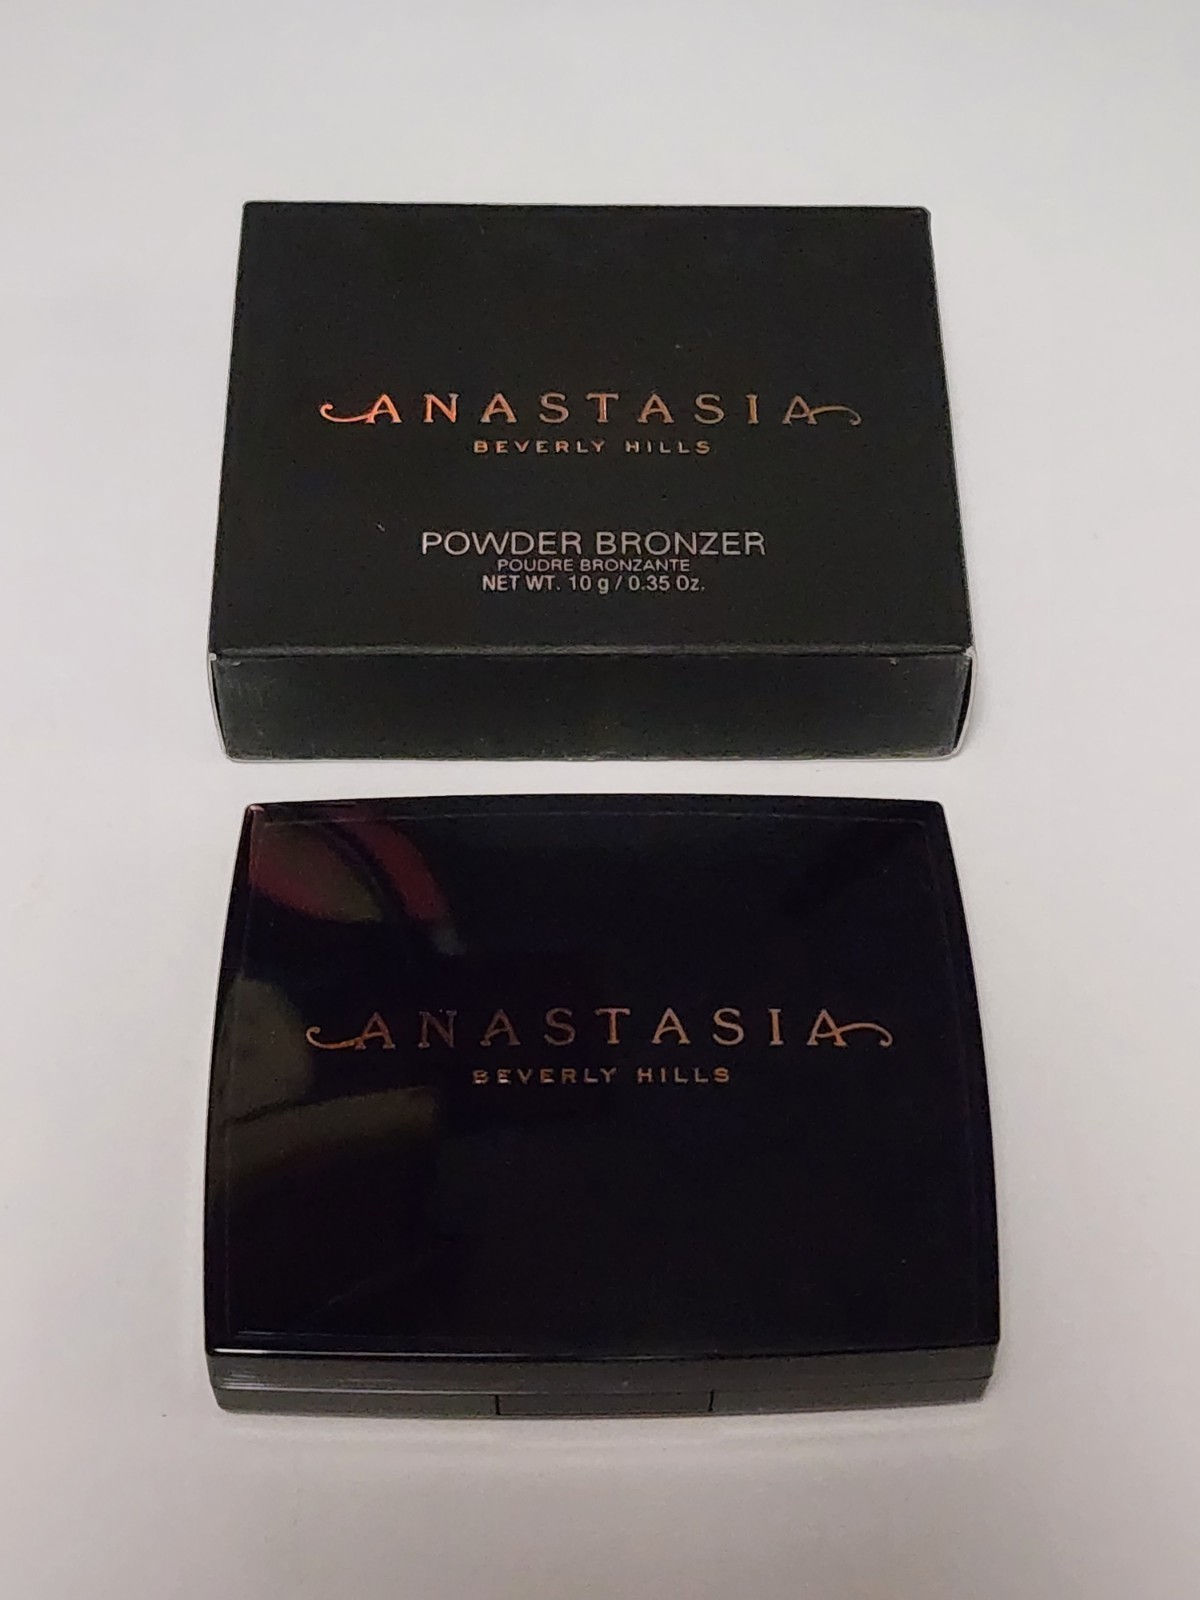 ANASTASIA
BEVERLY HILLS
POWDER BRONZER
POUDRE BRONZANTE
NET WT. 10 g / 0.35 Oz.
ANASTASIA
BEVERLY HILLS